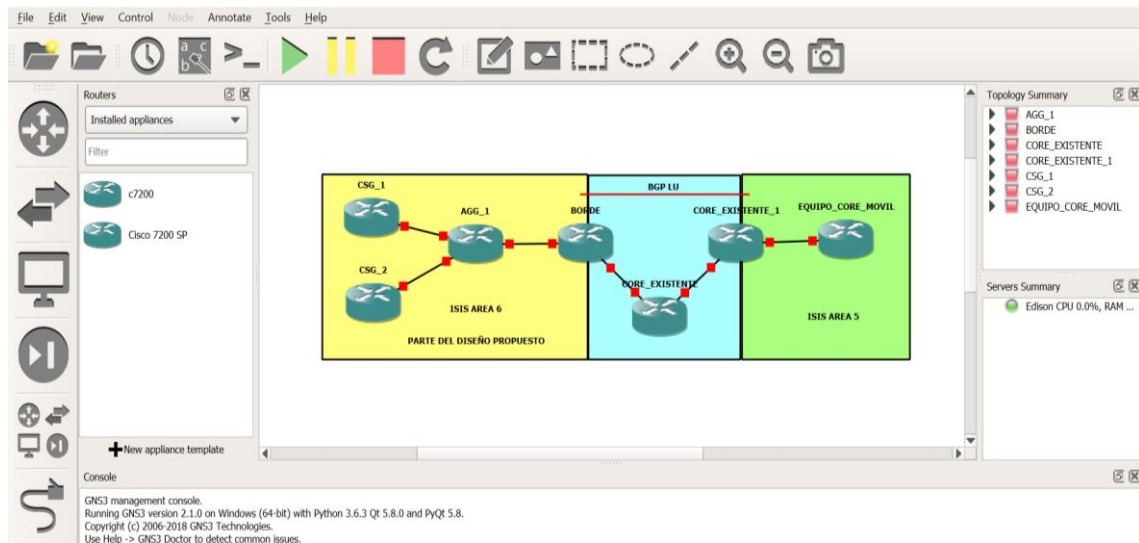 File Edit View Control Node Annotate Tools Help
Routers
Installed appliances
Filter
c7200
Cisco 7200 SP
New appliance template
CSG_1
AGG_1
CSG_2
ISIS AREA 6
PARTE DEL DISEÑO PROPUESTO
BGP LU
BORDE
CORE_EXISTENTE_1
CORE_EXISTENTE
EQUIPO_CORE_MOVIL
ISIS AREA 5
Topology Summary
AGG_1
BORDE
CORE_EXISTENTE
CORE_EXISTENTE_1
CSG_1
CSG_2
EQUIPO_CORE_MOVIL
Servers Summary
Edison CPU 0.0%, RAM ...
Console
GNS3 management console.
Running GNS3 version 2.1.0 on Windows (64-bit) with Python 3.6.3 Qt 5.8.0 and PyQt 5.8.
Copyright (c) 2006-2018 GNS3 Technologies.
Use Help -> GNS3 Doctor to detect common issues.